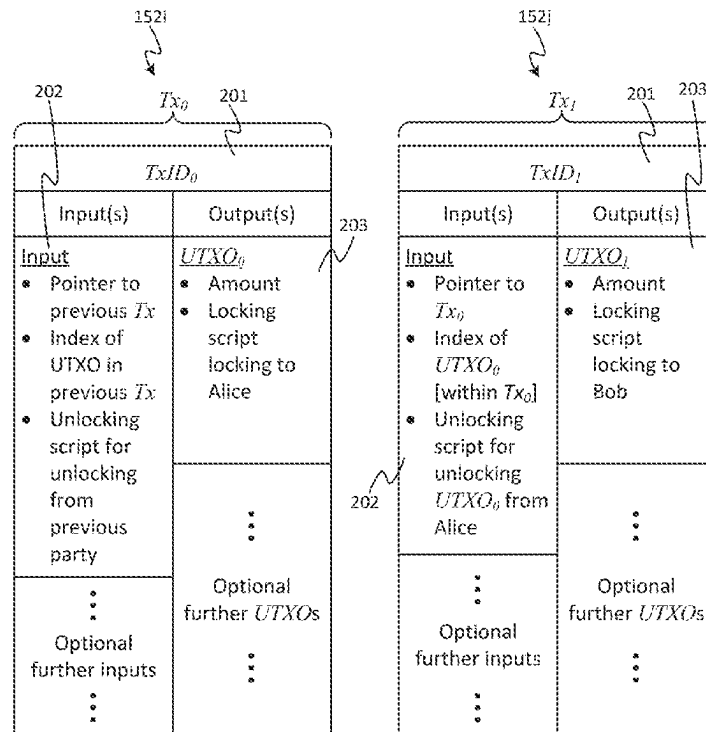 152i
Tx₀
202
201
TxID₀
Input(s)
Output(s)
Input
• Pointer to
previous Tx
• Index of
UTXO in
previous Tx
• Unlocking
script for
unlocking
from
previous
party
Optional
further inputs
UTXO₀
203
• Amount
• Locking
script
locking to
Alice
Optional
further UTXOs
152j
Tx₁
201
203
TxID₁
Input(s)
Output(s)
Input
• Pointer to
Tx₀
• Index of
UTXO₀
[within Tx₀]
• Unlocking
script for
unlocking
UTXO₀ from
Alice
202
Optional
further inputs
UTXO₁
• Amount
• Locking
script
locking to
Bob
Optional
further UTXOs